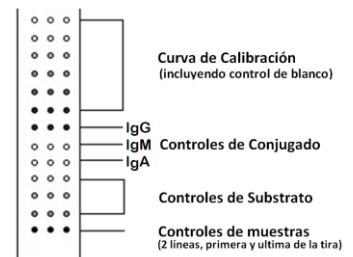 Curva de Calibración
(incluyendo control de blanco)
IgG
IgM
IgA
Controles de Conjugado
Controles de Substrato
Controles de muestras
(2 líneas, primera y ultima de la tira)